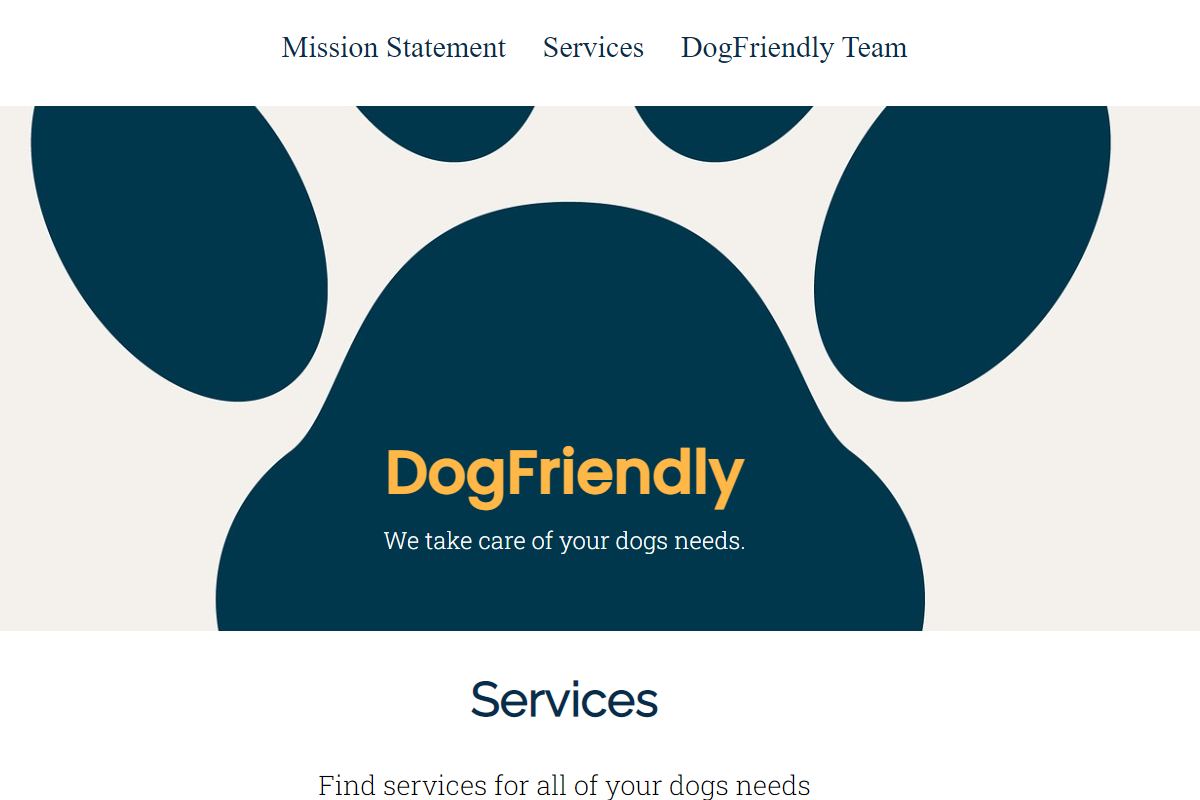 Mission Statement Services DogFriendly Team
DogFriendly
We take care of your dogs needs.
Services
Find services for all of your dogs needs